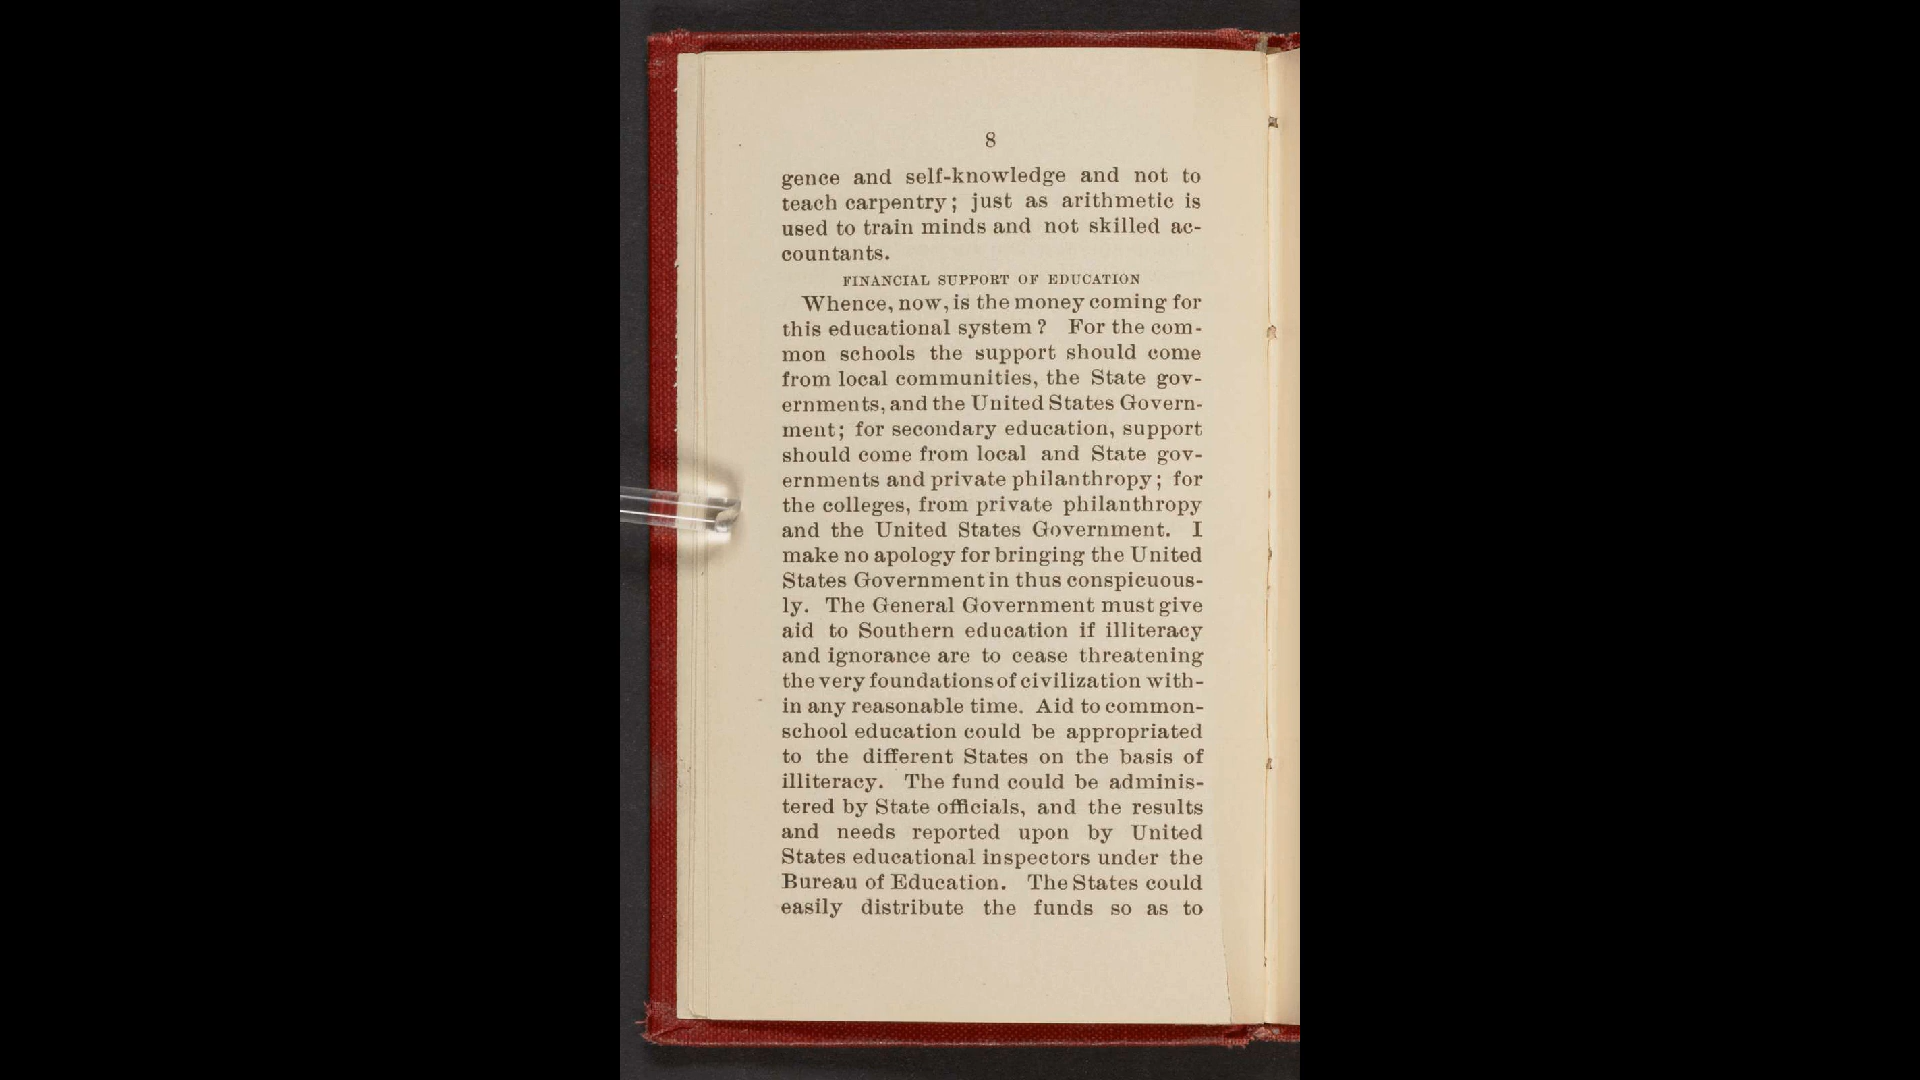 8
gence and self-knowledge and not to
teach carpentry; just as arithmetic is
used to train minds and not skilled ac-
countants.
FINANCIAL SUPPORT OF EDUCATION
Whence, now, is the money coming for
this educational system? For the com-
mon schools the support should come
from local communities, the State gov-
ernments, and the United States Govern-
ment; for secondary education, support
should come from local and State gov-
ernments and private philanthropy; for
the colleges, from private philanthropy
and the United States Government. I
make no apology for bringing the United
States Government in thus conspicuous-
ly. The General Government must give
aid to Southern education if illiteracy
and ignorance are to cease threatening
the very foundations of civilization with-
in any reasonable time. Aid to common-
school education could be appropriated
to the different States on the basis of
illiteracy. The fund could be adminis-
tered by State officials, and the results
and needs reported upon by United
States educational inspectors under the
Bureau of Education. The States could
easily distribute the funds so as to